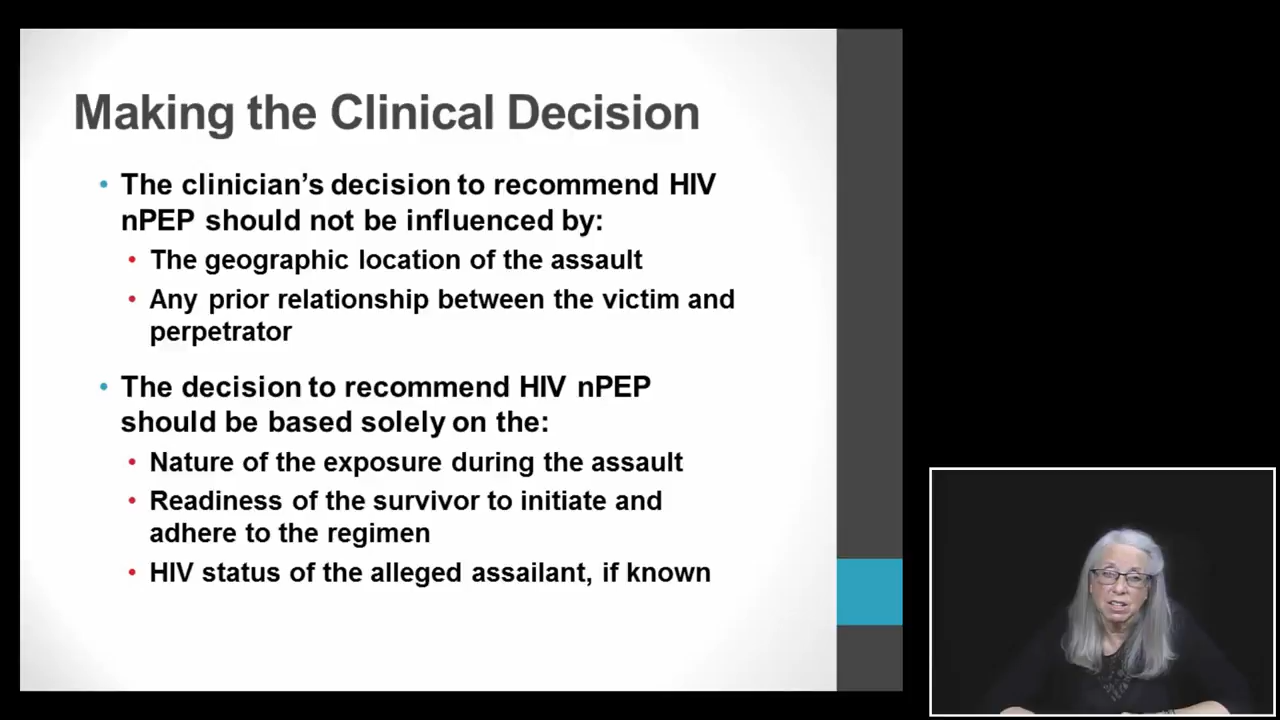 Making the Clinical Decision
• The clinician's decision to recommend HIV
nPEP should not be influenced by:
• The geographic location of the assault
• Any prior relationship between the victim and
perpetrator
• The decision to recommend HIV nPEP
should be based solely on the:
• Nature of the exposure during the assault
• Readiness of the survivor to initiate and
adhere to the regimen
• HIV status of the alleged assailant, if known